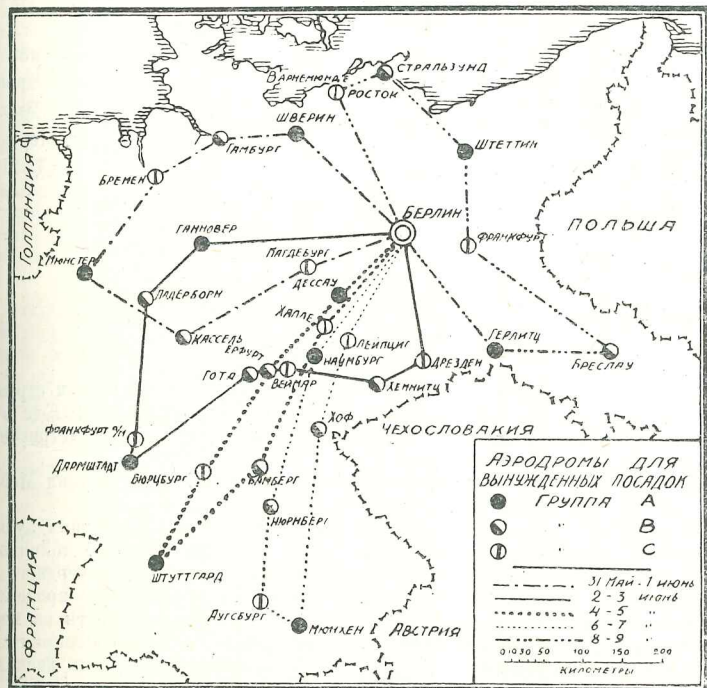 ВАРНЕМЮНДЕ
СТРАЛЬЗУНД
РОСТОК
ШВЕРИН
ГАМБУРГ
ШТЕТТИН
БРЕМЕН
ГОЛЛАНДИЯ
БЕРЛИН
ПОЛЬША
ГАННОВЕР
ФРАНКФУРТ
МЮНСТЕР
МАГДЕБУРГ
ДЕССАУ
ПАДЕРБОРН
ХАЛЛЕ
КАССЕЛЬ
ЛЕЙПЦИГ
ГЕРЛИТЦ
ЕРФУРТ
НАУМБУРГ
БРЕСЛАУ
ДРЕЗДЕН
ГОТА
ВЕЙМАР
ХЕМНИТЦ
ХОФ
ЧЕХОСЛОВАКИЯ
ФРАНКФУРТ а/М
ДАРМШТАДТ
ВЮРЦБУРГ
БАМБЕРГ
НЮРНБЕРГ
ШТУТТГАРД
ФРАНЦИЯ
АУГСБУРГ
МЮНХЕН
АВСТРИЯ
АЭРОДРОМЫ ДЛЯ
ВЫНУЖДЕННЫХ ПОСАДОК
ГРУППА А
" В
" С
31 МАЙ - 1 ИЮНЬ
2 - 3 ИЮНЬ
4 - 5 "
6 - 7 "
8 - 9 "
0 10 30 50 100 150 200
КИЛОМЕТРЫ